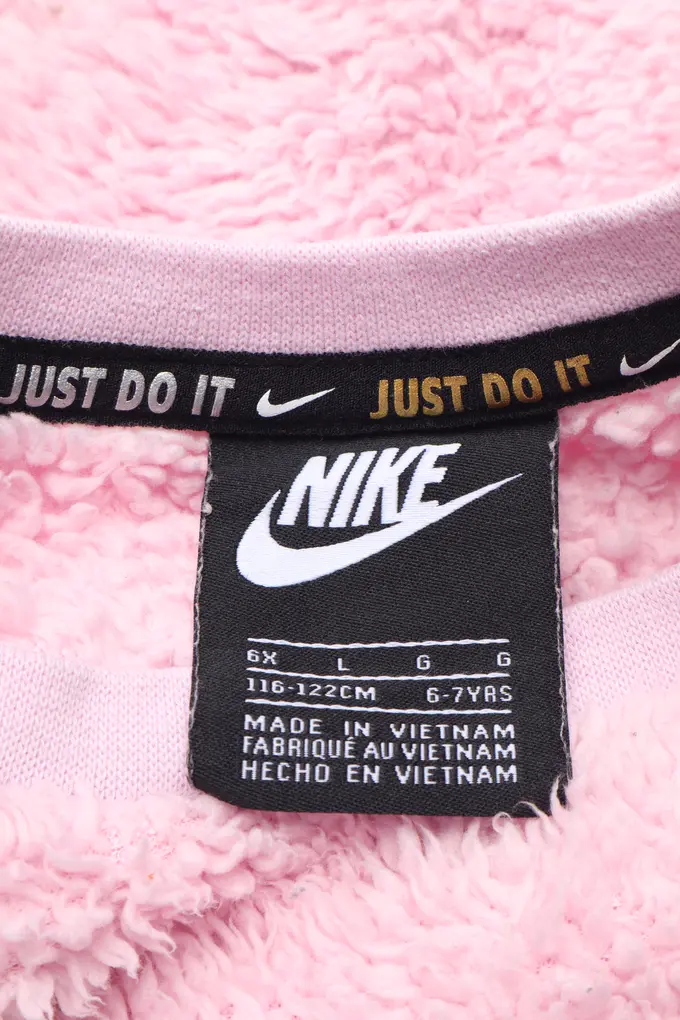 JUST DO IT JUST DO IT
NIKE
6X L G G
116-122CM 6-7YRS
MADE IN VIETNAM
FABRIQUÉ AU VIETNAM
HECHO EN VIETNAM